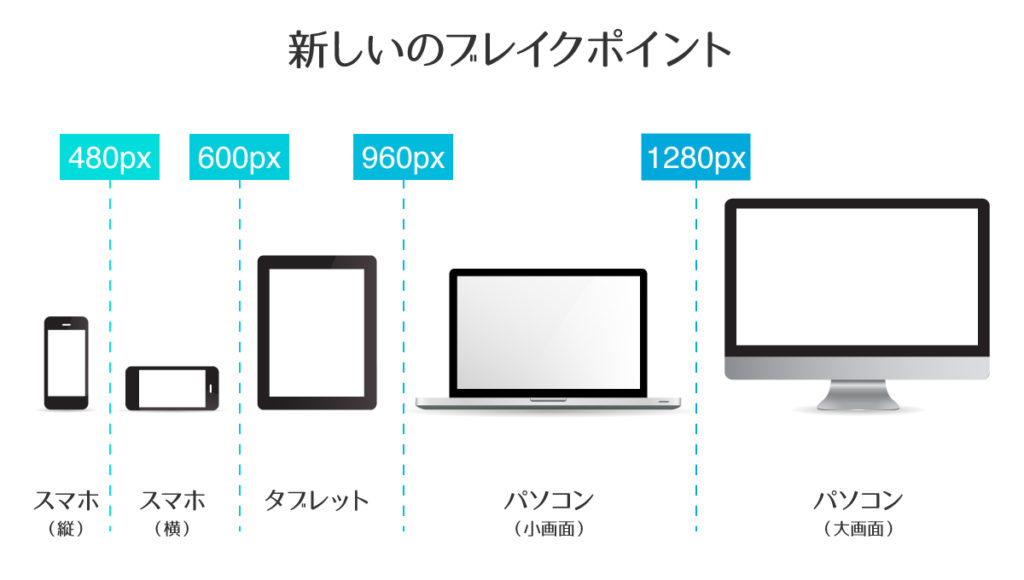 新しいのブレイクポイント
480px
600px
960px
1280px
スマホ
（縦）
スマホ
（横）
タブレット
パソコン
（小画面）
パソコン
（大画面）